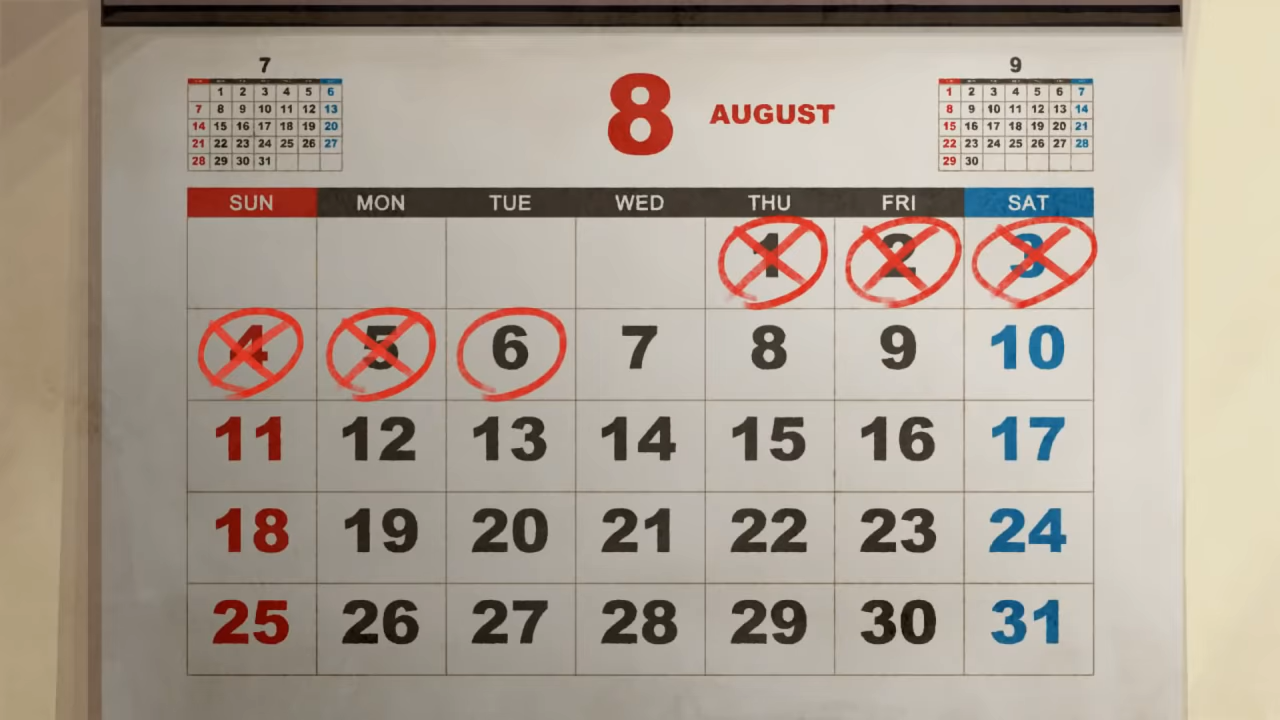 7
1 2 3 4 5 6
7 8 9 10 11 12 13
14 15 16 17 18 19 20
21 22 23 24 25 26 27
28 29 30 31
8 AUGUST
9
1 2 3 4 5 6 7
8 9 10 11 12 13 14
15 16 17 18 19 20 21
22 23 24 25 26 27 28
29 30
SUN MON TUE WED THU FRI SAT
1 2 3
4 5 6 7 8 9 10
11 12 13 14 15 16 17
18 19 20 21 22 23 24
25 26 27 28 29 30 31